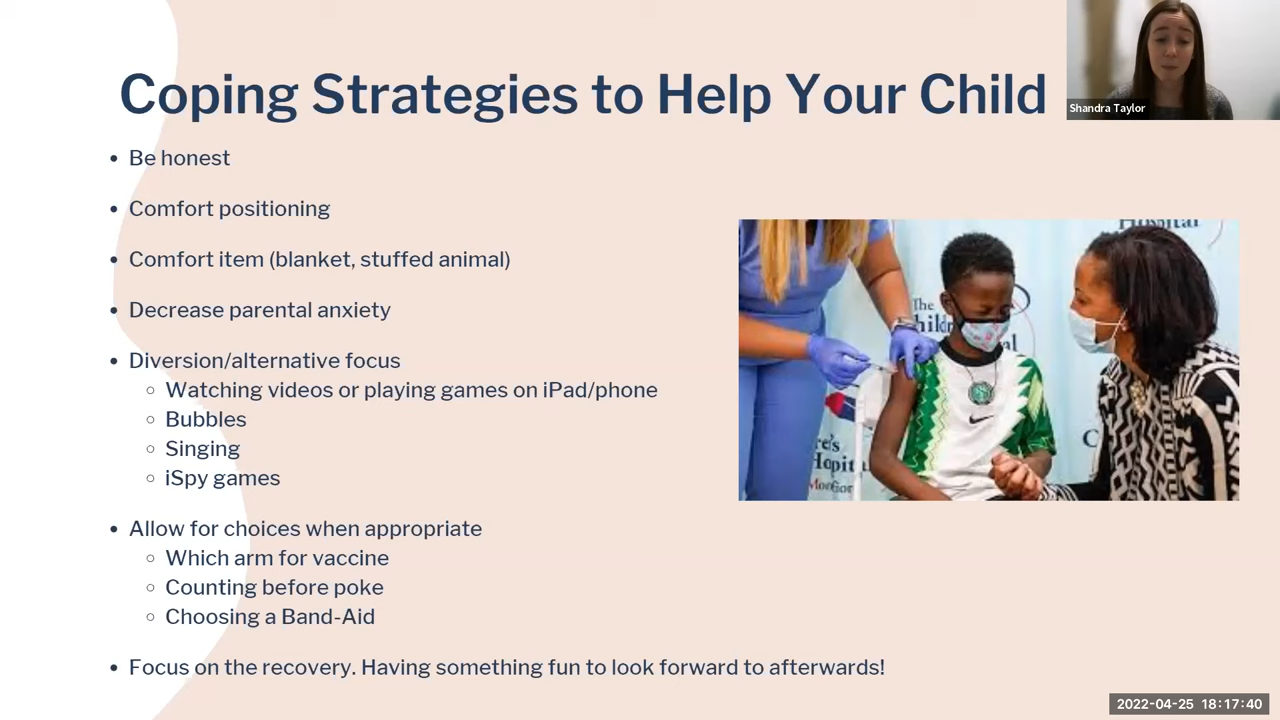 Coping Strategies to Help Your Child
Shandra Taylor
• Be honest
• Comfort positioning
• Comfort item (blanket, stuffed animal)
• Decrease parental anxiety
• Diversion/alternative focus
○ Watching videos or playing games on iPad/phone
○ Bubbles
○ Singing
○ iSpy games
• Allow for choices when appropriate
○ Which arm for vaccine
○ Counting before poke
○ Choosing a Band-Aid
• Focus on the recovery. Having something fun to look forward to afterwards!
Hospital
The
2022-04-25 18:17:40